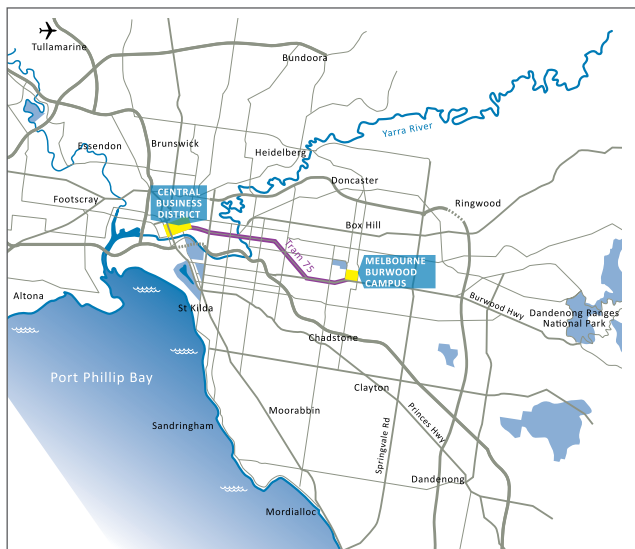 Tullamarine
Bundoora
Yarra River
Essendon
Brunswick
Heidelberg
Doncaster
Footscray
CENTRAL
BUSINESS
DISTRICT
Ringwood
Box Hill
Tram 75
MELBOURNE
BURWOOD
CAMPUS
Altona
St Kilda
Burwood Hwy
Dandenong Ranges
National Park
Chadstone
Port Phillip Bay
Clayton
Moorabbin
Princes Hwy
Sandringham
Springvale Rd
Dandenong
Mordialloc